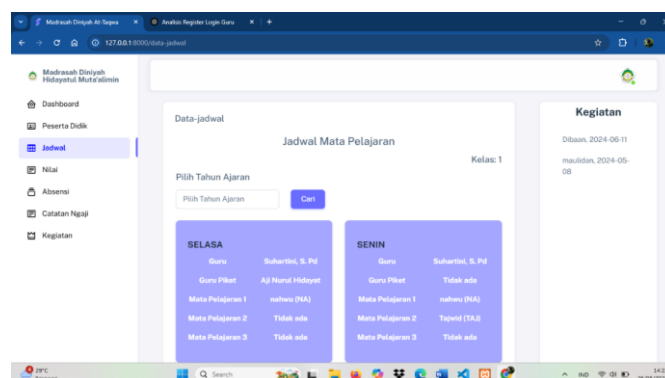 Madrasah Diniyah At-Taqwa
Analisis Register Login Guru
127.0.0.1:8000/data-jadwal
Madrasah Diniyah
Hidayatul Muta'alimin
Dashboard
Peserta Didik
Jadwal
Nilai
Absensi
Catatan Ngaji
Kegiatan
Data-jadwal
Jadwal Mata Pelajaran
Kelas: 1
Pilih Tahun Ajaran
Pilih Tahun Ajaran
Cari
SELASA
Guru Suhartini, S. Pd
Guru Piket Aji Nurul Hidayat
Mata Pelajaran 1 nahwu (NA)
Mata Pelajaran 2 Tidak ada
Mata Pelajaran 3 Tidak ada
SENIN
Guru Suhartini, S. Pd
Guru Piket Tidak ada
Mata Pelajaran 1 nahwu (NA)
Mata Pelajaran 2 Tajwid (TAJ)
Mata Pelajaran 3 Tidak ada
Kegiatan
Dibaan, 2024-06-11
maulidan, 2024-05-
08
29°C
Search
IND